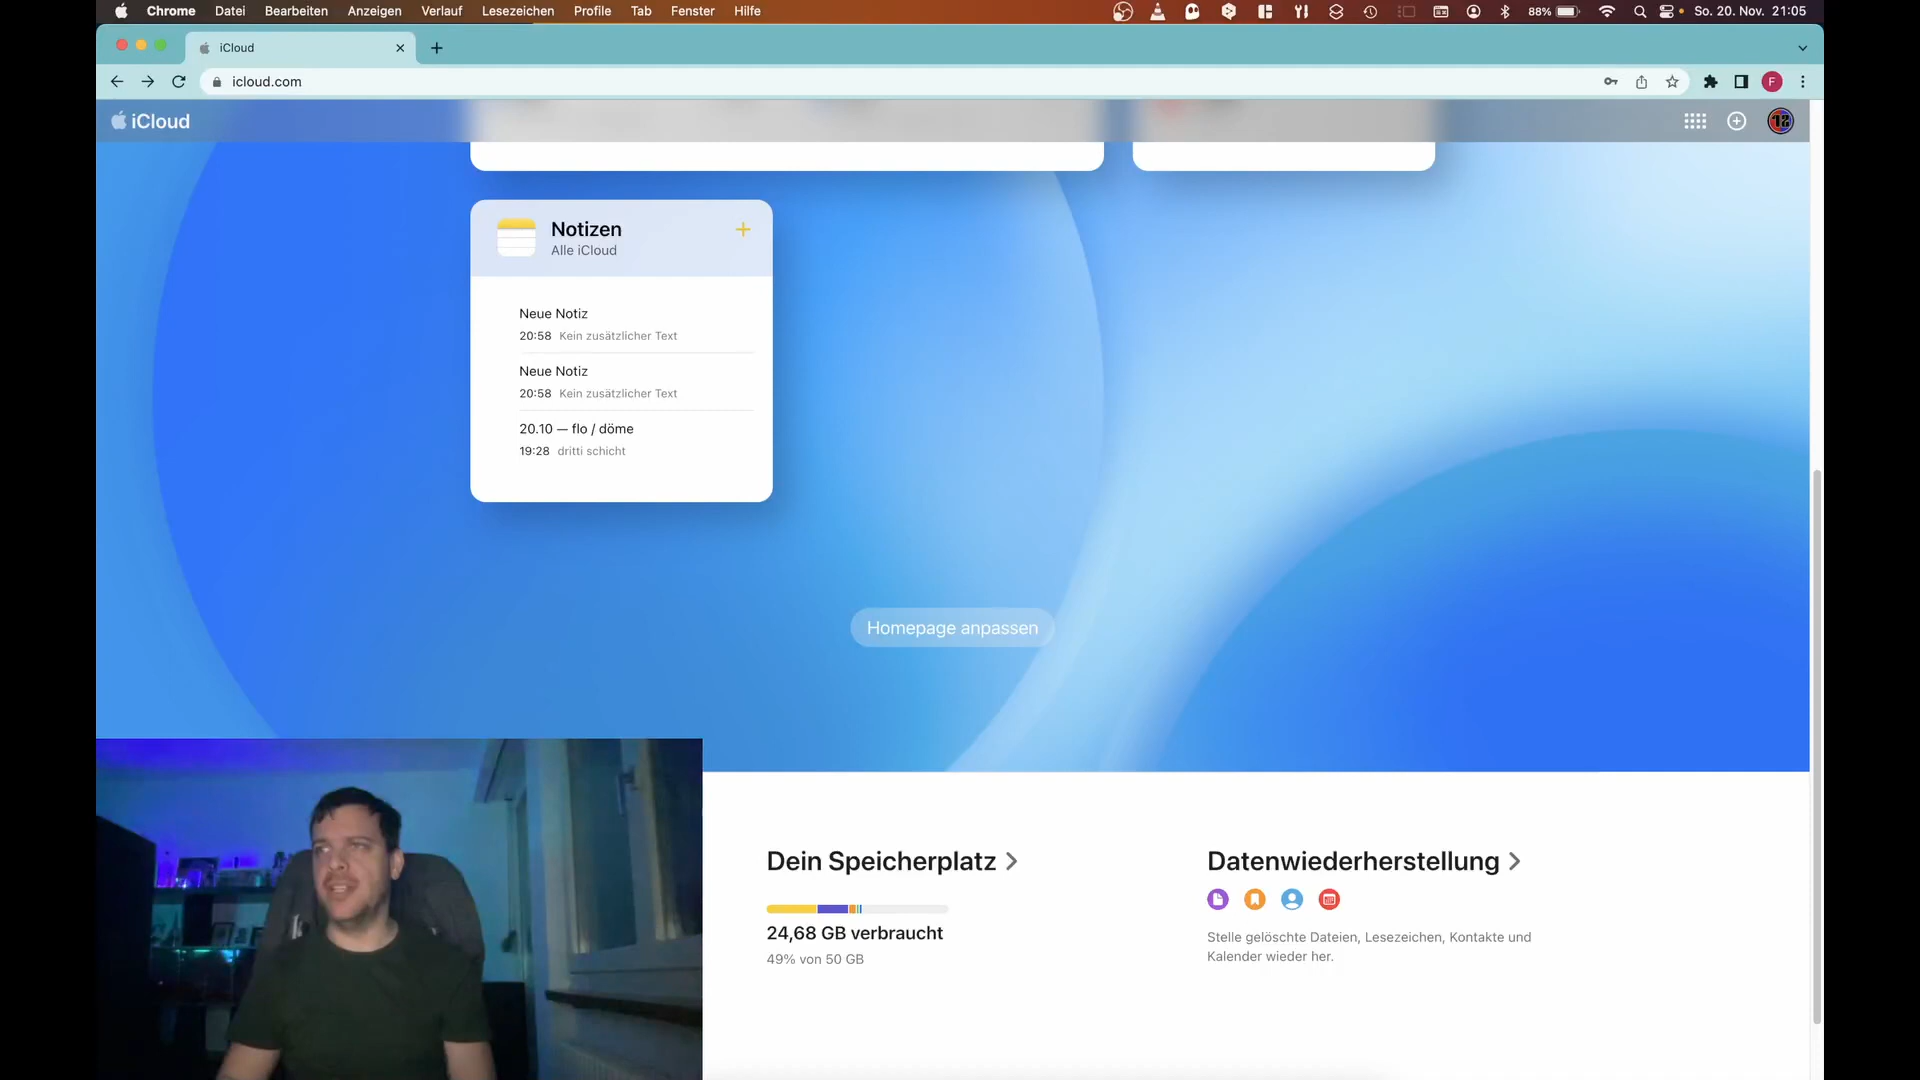 Chrome Datei Bearbeiten Anzeigen Verlauf Lesezeichen Profile Tab Fenster Hilfe 88% So. 20. Nov. 21:05
iCloud
icloud.com F
iCloud
Notizen
Alle iCloud
Neue Notiz
20:58 Kein zusätzlicher Text
Neue Notiz
20:58 Kein zusätzlicher Text
20.10 — flo / döme
19:28 dritti schicht
Homepage anpassen
Dein Speicherplatz
24,68 GB verbraucht
49% von 50 GB
Datenwiederherstellung
Stelle gelöschte Dateien, Lesezeichen, Kontakte und
Kalender wieder her.